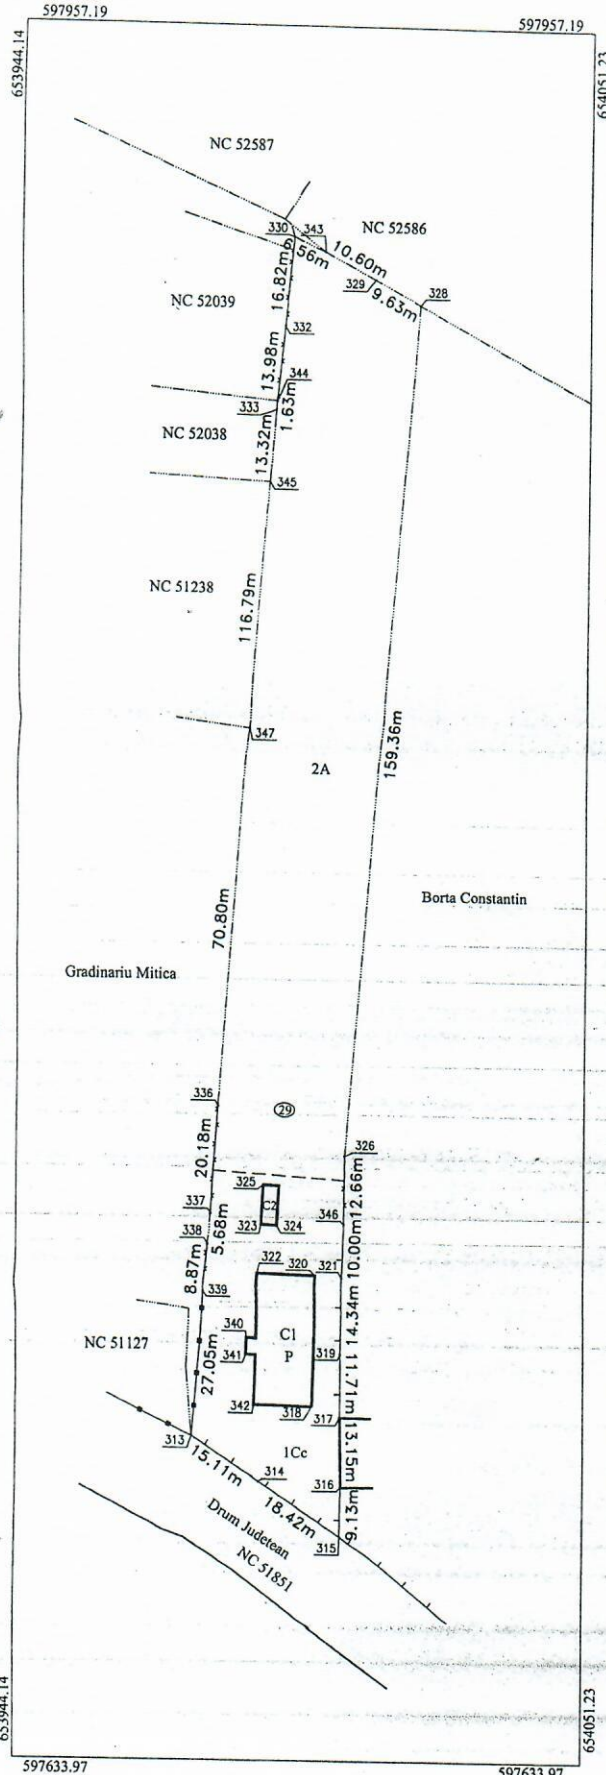 597957.19
597957.19
653944.14
654051.23
NC 52587
330
343
NC 52586
6.56m
10.60m
329
9.63m
328
16.82m
NC 52039
332
13.98m
344
333
1.63m
NC 52038
13.32m
345
NC 51238
116.79m
347
2A
159.36m
Borta Constantin
70.80m
Gradinariu Mitica
336
29
326
20.18m
325
12.66m
C2
337
346
323
324
5.68m
338
10.00m
322
320
321
8.87m
339
14.34m
340
C1
NC 51127
P
341
319
27.05m
11.71m
342
318
317
313
1Cc
13.15m
15.11m
314
316
18.42m
6.13m
Drum Judetean
315
NC 51851
653944.14
654051.23
597633.97
597633.97